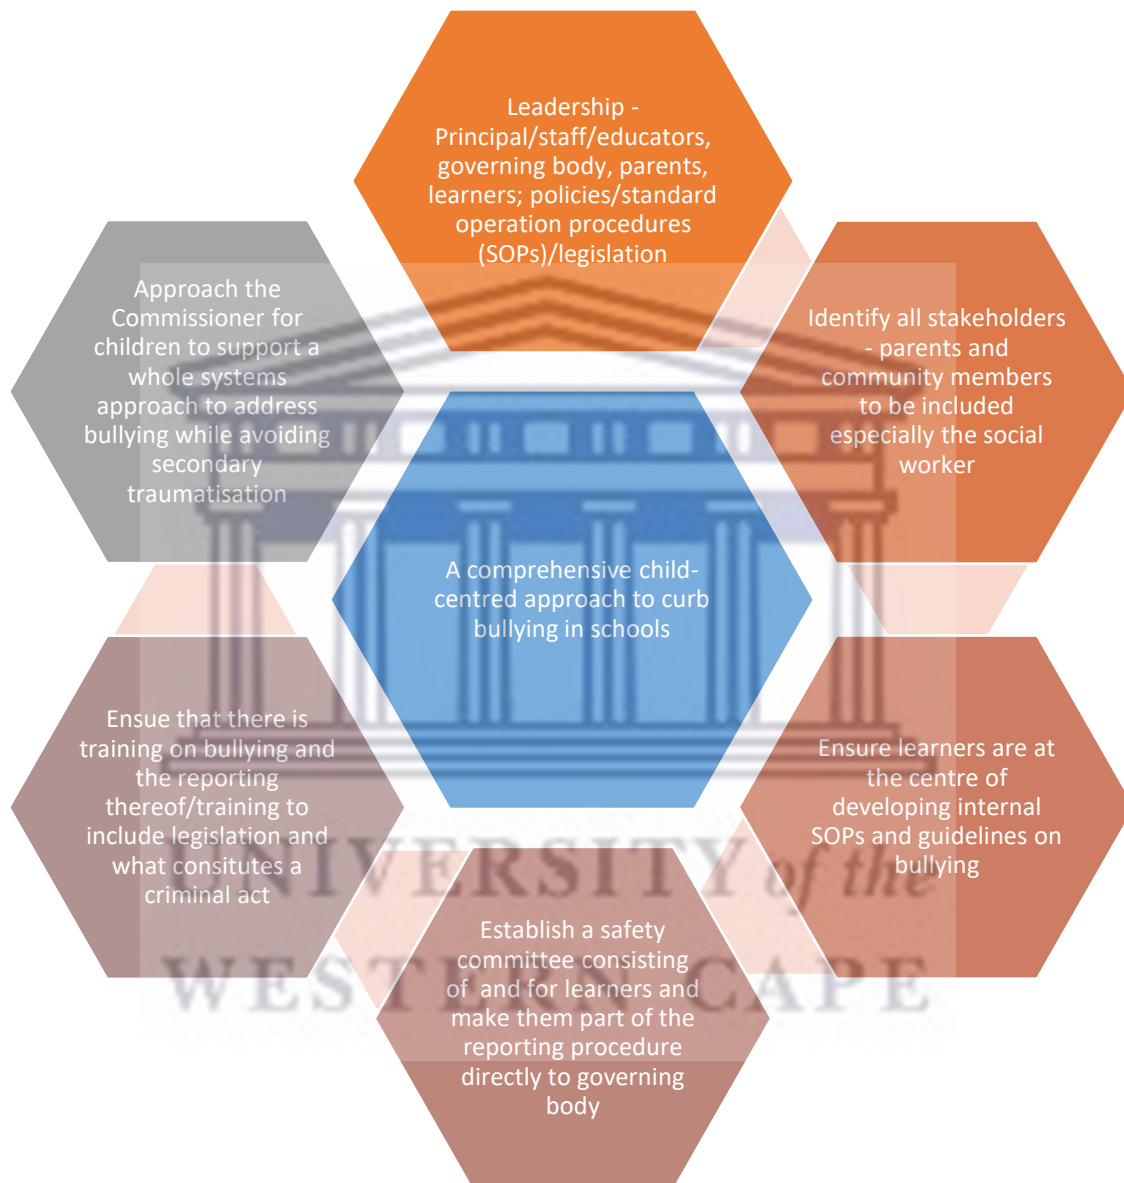 Leadership -
Principal/staff/educators,
governing body, parents,
learners; policies/standard
operation procedures
(SOPs)/legislation
Identify all stakeholders
- parents and
community members
to be included
especially the social
worker
Ensure learners are at
the centre of
developing internal
SOPs and guidelines on
bullying
Establish a safety
committee consisting
of and for learners and
make them part of the
reporting procedure
directly to governing
body
Ensue that there is
training on bullying and
the reporting
thereof/training to
include legislation and
what consitutes a
criminal act
Approach the
Commissioner for
children to support a
whole systems
approach to address
bullying while avoiding
secondary
traumatisation
A comprehensive child-
centred approach to curb
bullying in schools
UNIVERSITY of the
WESTERN CAPE